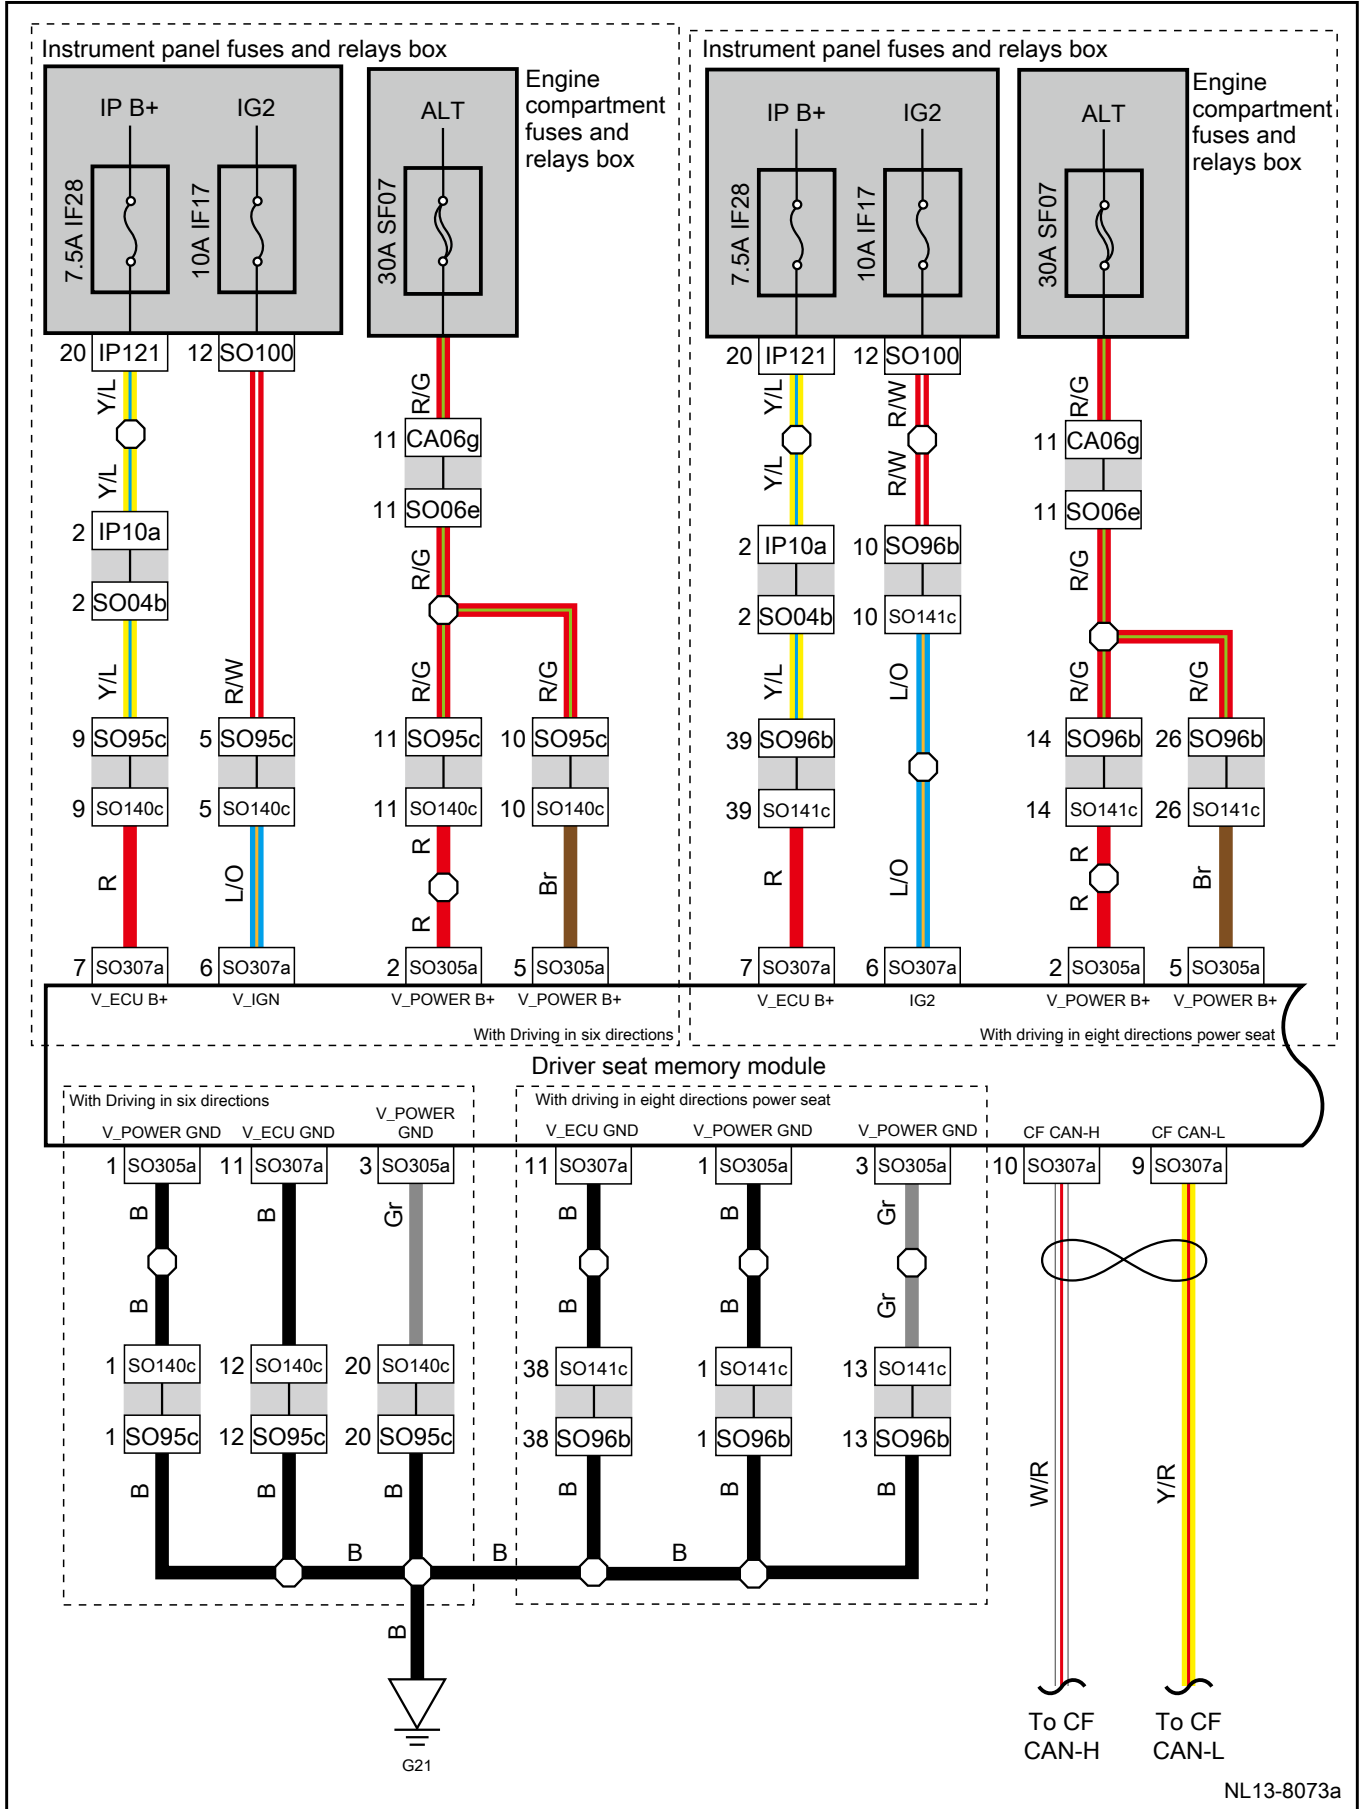 Instrument panel fuses and relays box
Instrument panel fuses and relays box
IP B+ IG2 ALT
Engine
compartment
fuses and
relays box
IP B+ IG2 ALT
Engine
compartment
fuses and
relays box
7.5A IF28 10A IF17 30A SF07
7.5A IF28 10A IF17 30A SF07
20 IP121 12 SO100
20 IP121 12 SO100
Y/L R/G Y/L R/W R/G
11 CA06g 11 CA06g
Y/L Y/L R/W
11 SO06e 11 SO06e
2 IP10a
2 IP10a 10 SO96b
R/G R/G
2 SO04b
2 SO04b 10 SO141c
Y/L R/W R/G R/G
Y/L L/O R/G R/G
9 SO95c 5 SO95c 11 SO95c 10 SO95c
39 SO96b 14 SO96b 26 SO96b
9 SO140c 5 SO140c 11 SO140c 10 SO140c
39 SO141c 14 SO141c 26 SO141c
R L/O R Br
R L/O R Br
R R
7 SO307a 6 SO307a 2 SO305a 5 SO305a
7 SO307a 6 SO307a 2 SO305a 5 SO305a
V_ECU B+ V_IGN V_POWER B+ V_POWER B+
V_ECU B+ IG2 V_POWER B+ V_POWER B+
With Driving in six directions
With driving in eight directions power seat
Driver seat memory module
With Driving in six directions
With driving in eight directions power seat
V_POWER GND V_ECU GND V_POWER
GND
V_ECU GND V_POWER GND V_POWER GND CF CAN-H CF CAN-L
1 SO305a 11 SO307a 3 SO305a
11 SO307a 1 SO305a 3 SO305a 10 SO307a 9 SO307a
B B Gr B B Gr
B B B Gr
1 SO140c 12 SO140c 20 SO140c
38 SO141c 1 SO141c 13 SO141c
1 SO95c 12 SO95c 20 SO95c
38 SO96b 1 SO96b 13 SO96b
B B B B B B W/R Y/R
B B B
B
G21
To CF
CAN-H
To CF
CAN-L
NL13-8073a